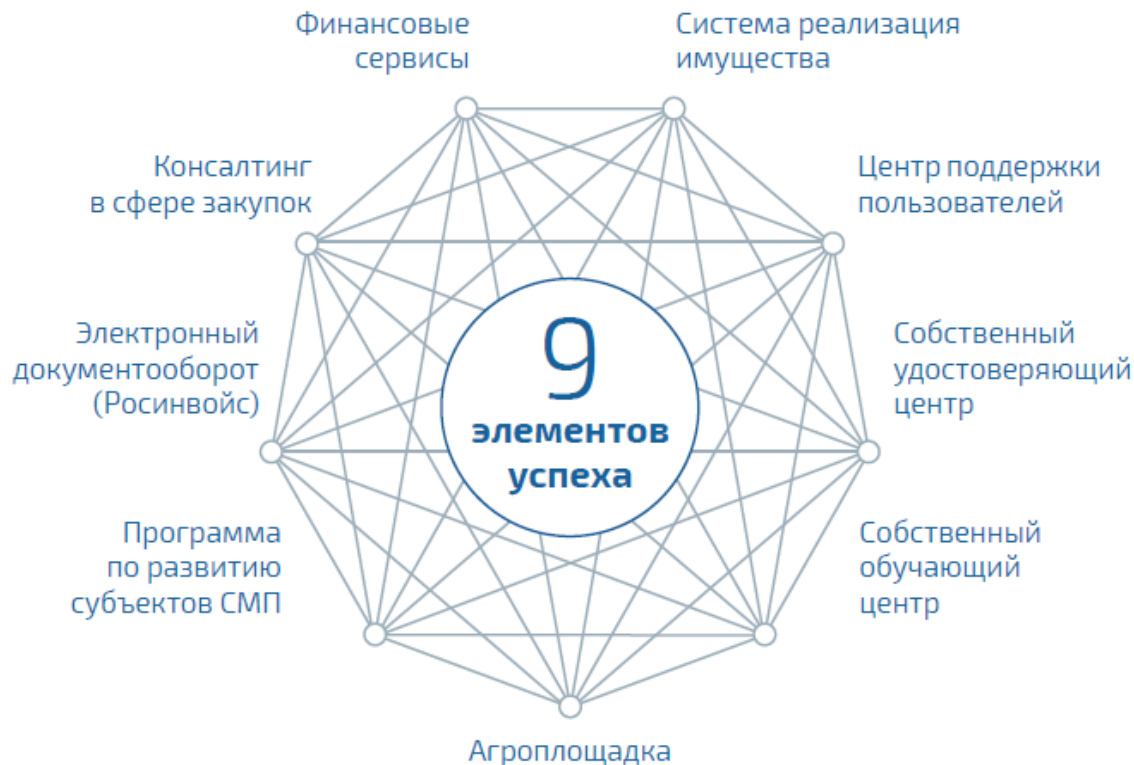 Финансовые
сервисы
Система реализация
имущества
Консалтинг
в сфере закупок
Центр поддержки
пользователей
Электронный
документооборот
(Росинвойс)
9
элементов
успеха
Собственный
удостоверяющий
центр
Программа
по развитию
субъектов СМП
Собственный
обучающий
центр
Агроплощадка